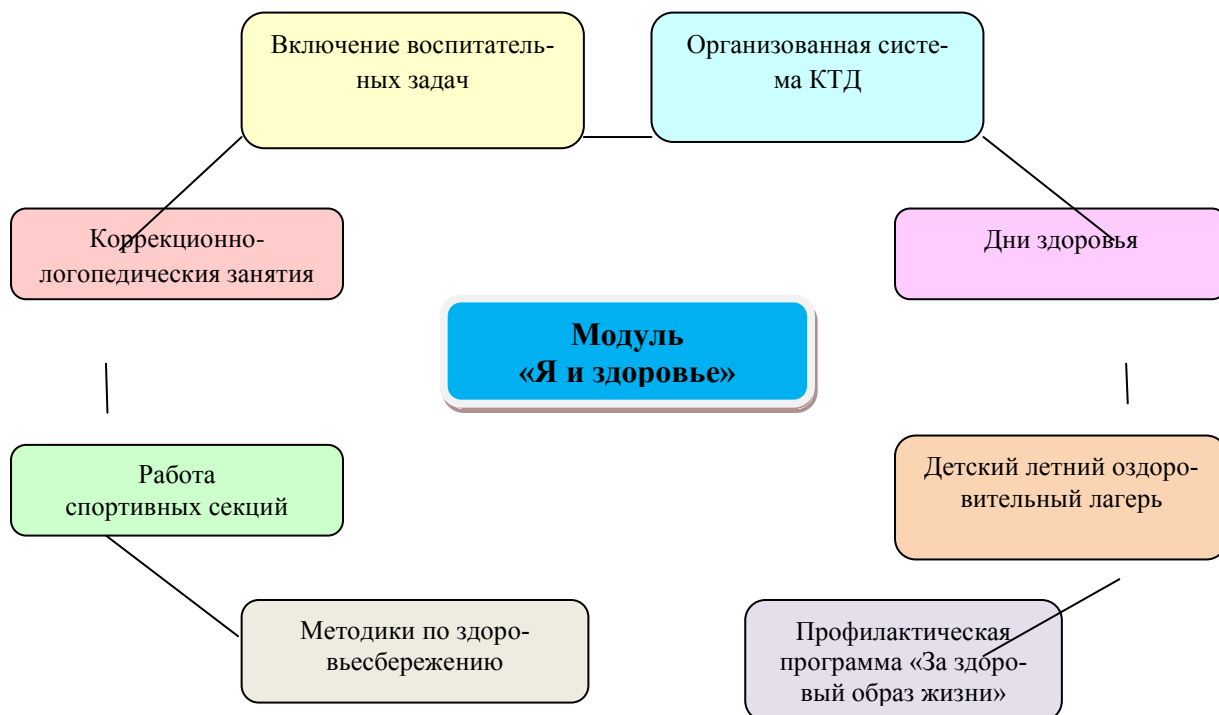 Включение воспитатель-
ных задач
Организованная систе-
ма КТД
Коррекционно-
логопедическия занятия
Дни здоровья
Модуль
«Я и здоровье»
Работа
спортивных секций
Детский летний оздоро-
вительный лагерь
Методики по здоро-
вьесбережению
Профилактическая
программа «За здоро-
вый образ жизни»